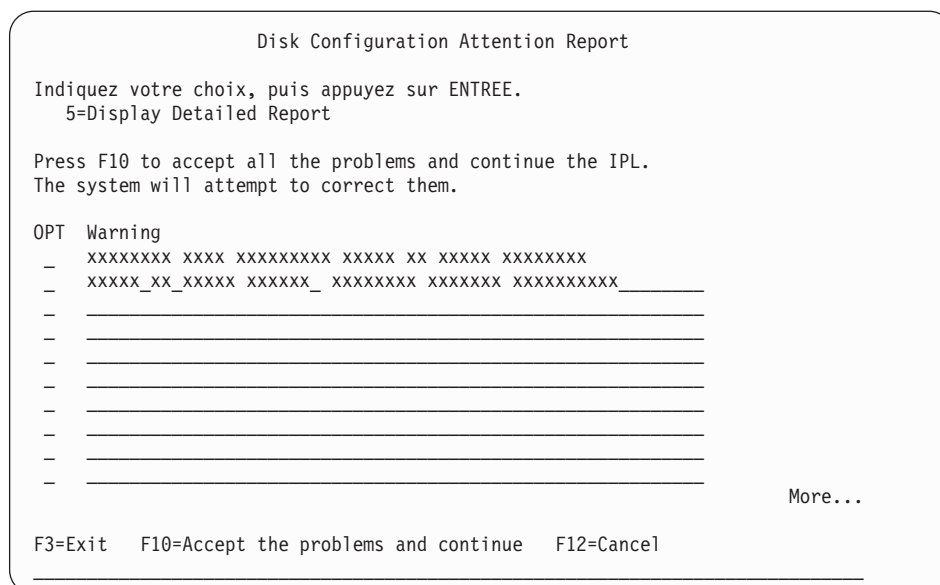 Disk Configuration Attention Report
Indiquez votre choix, puis appuyez sur ENTREE.
5=Display Detailed Report
Press F10 to accept all the problems and continue the IPL.
The system will attempt to correct them.
OPT Warning
_ xxxxxxxx xxxx xxxxxxxxx xxxxx xx xxxxx xxxxxxxx
_ xxxxx_xx_xxxxx xxxxxx_ xxxxxxxx xxxxxxx xxxxxxxxxx________
More...
F3=Exit F10=Accept the problems and continue F12=Cancel